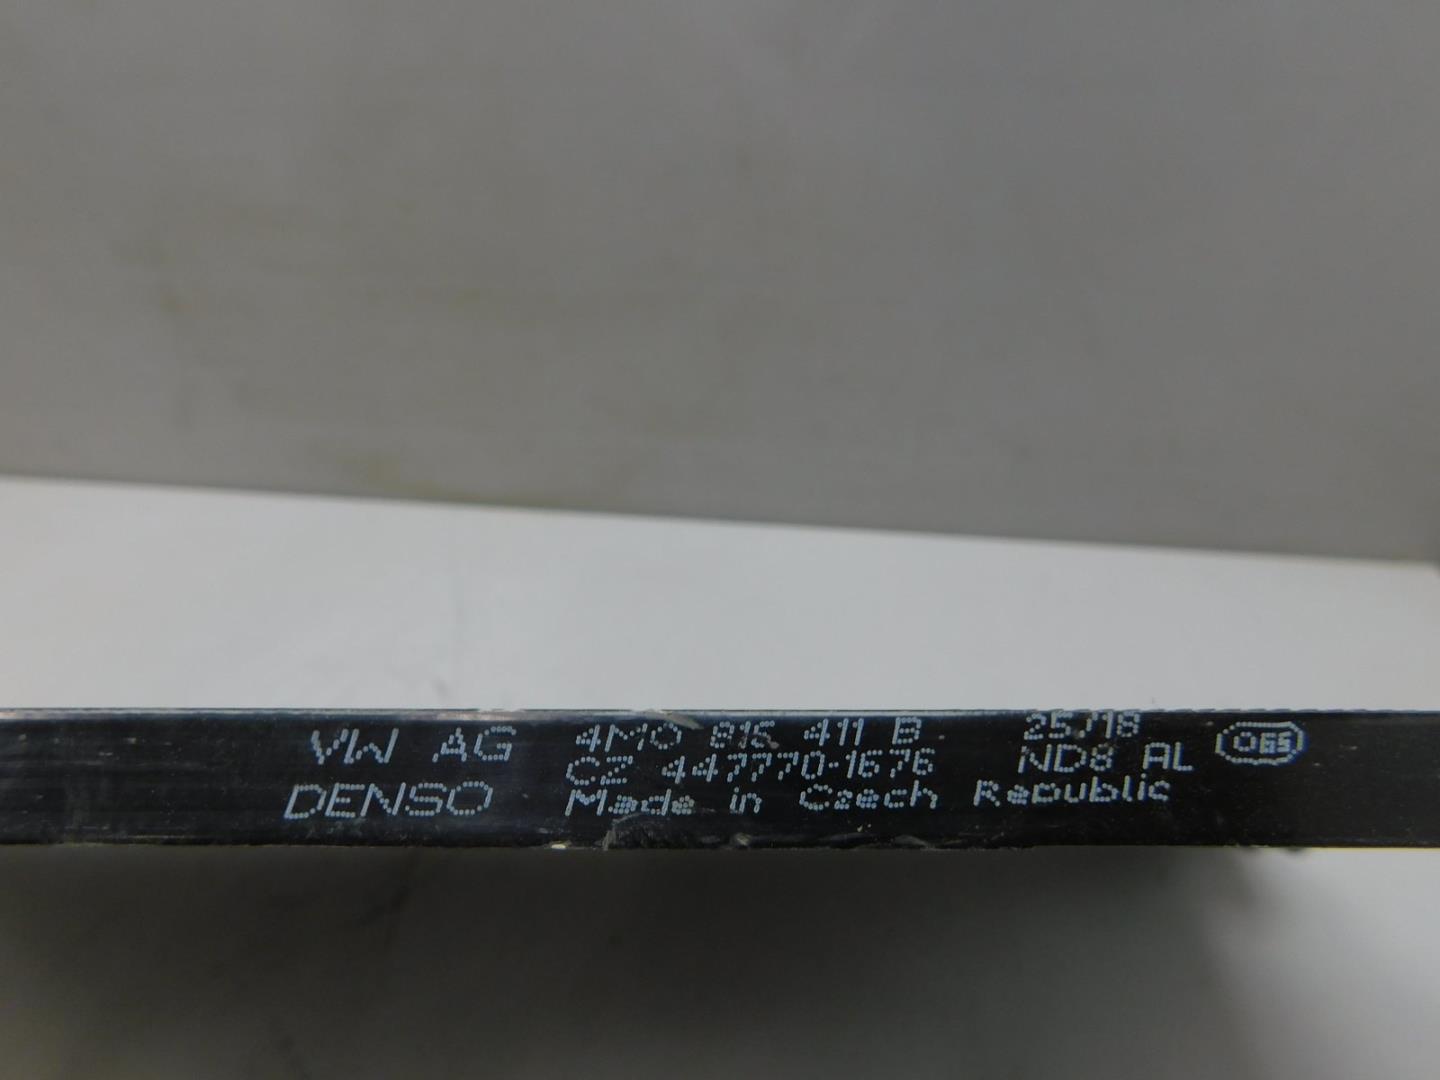 VW AG 4M0 816 411 B 25/18
CZ 447770-1676 ND8 AL OGS
DENSO Made in Czech Republic